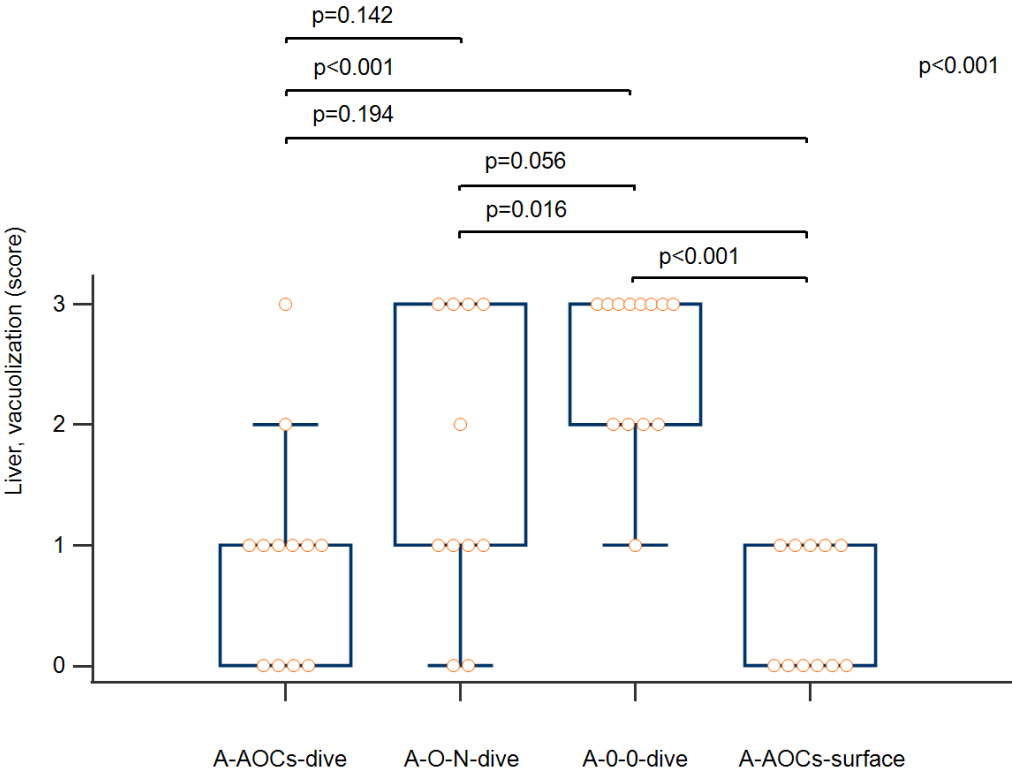 p=0.142
p<0.001
p<0.001
p=0.194
p=0.056
p=0.016
p<0.001
Liver, vacuolization (score)
3
2
1
0
A-AOCs-dive A-O-N-dive A-0-0-dive A-AOCs-surface